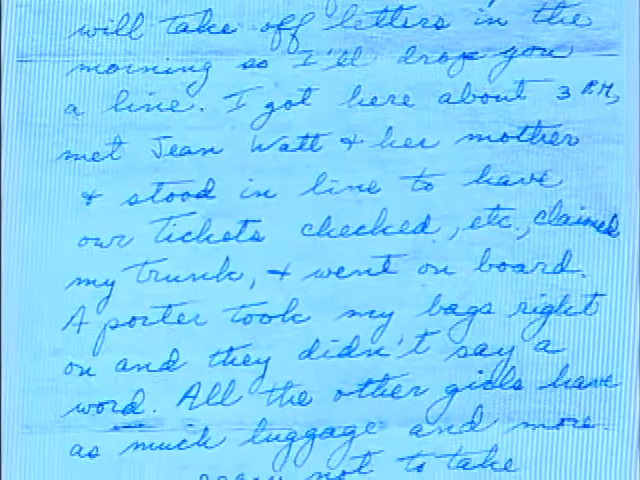 will take off letters in the
morning so I'll drop you
a line. I got here about 3 P.M,
met Jean Watt & her mother
& stood in line to have
our tickets checked, etc., claimed
my trunk, & went on board.
A porter took my bags right
on and they didn't say a
word. All the other girls have
as much luggage and more.
not to take